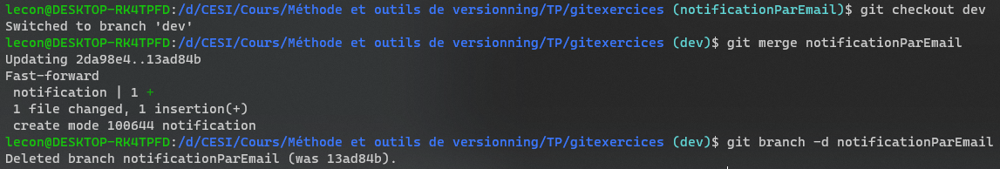 lecon@DESKTOP-RK4TPFD:/d/CESI/Cours/Méthode et outils de versionning/TP/gitexercices (notificationParEmail)$ git checkout dev
Switched to branch 'dev'
lecon@DESKTOP-RK4TPFD:/d/CESI/Cours/Méthode et outils de versionning/TP/gitexercices (dev)$ git merge notificationParEmail
Updating 2da98e4..13ad84b
Fast-forward
 notification | 1 +
 1 file changed, 1 insertion(+)
 create mode 100644 notification
lecon@DESKTOP-RK4TPFD:/d/CESI/Cours/Méthode et outils de versionning/TP/gitexercices (dev)$ git branch -d notificationParEmail
Deleted branch notificationParEmail (was 13ad84b).